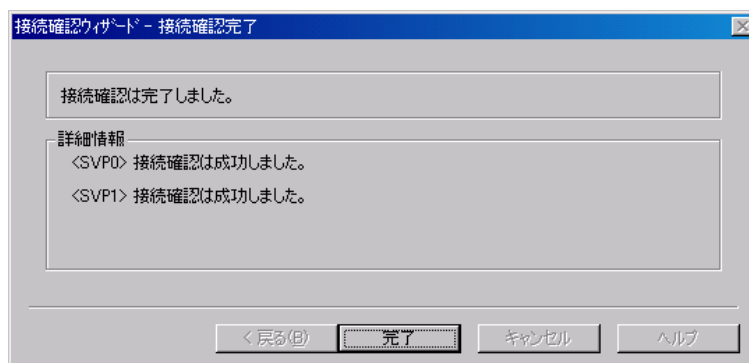 接続確認ウィザード - 接続確認完了
接続確認は完了しました。
詳細情報
<SVP0> 接続確認は成功しました。
<SVP1> 接続確認は成功しました。
< 戻る(B)
完了
キャンセル
ヘルプ